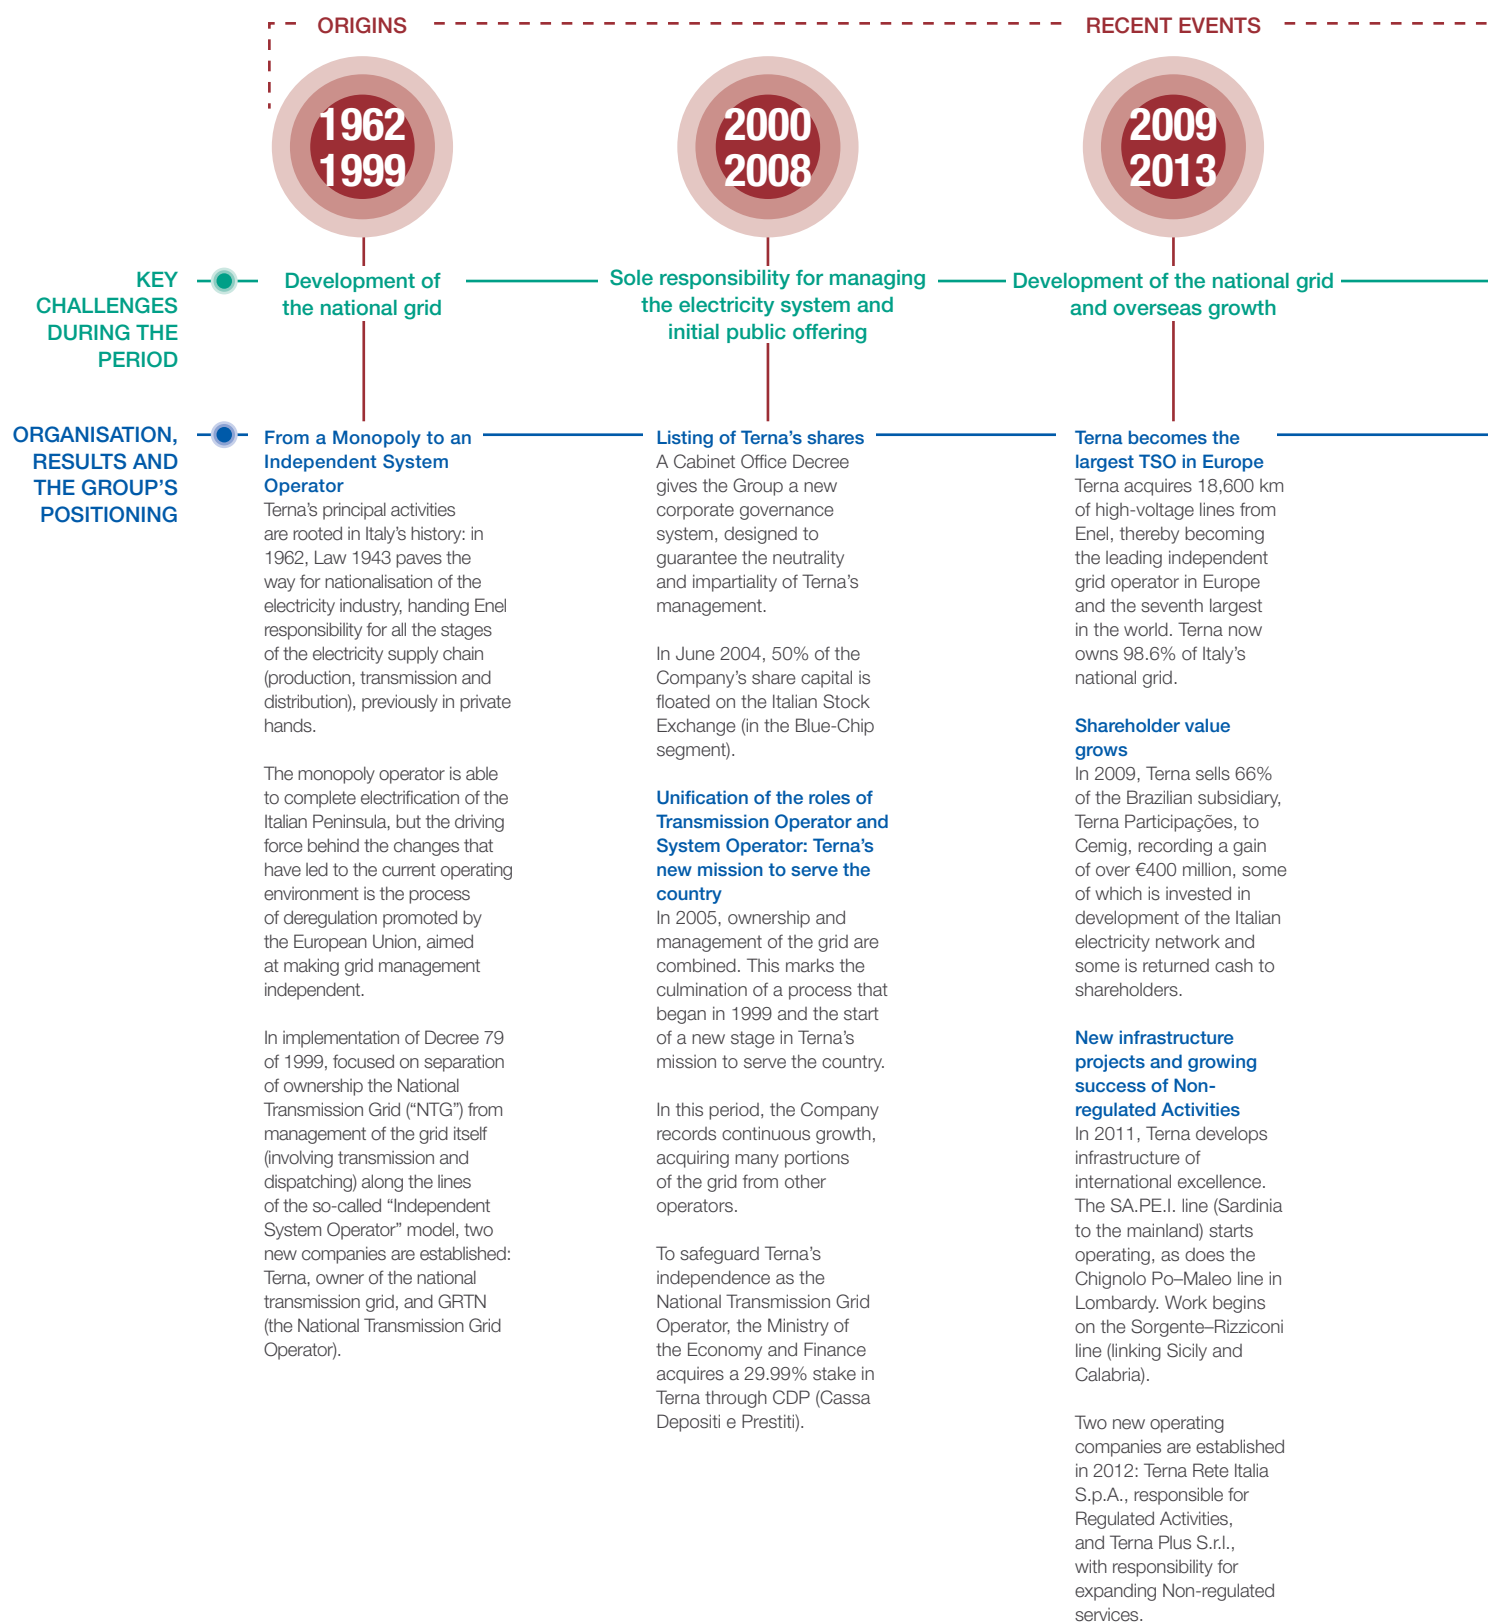 ORIGINS
RECENT EVENTS
1962
1999
2000
2008
2009
2013
KEY
CHALLENGES
DURING THE
PERIOD
Development of
the national grid
Sole responsibility for managing
the electricity system and
initial public offering
Development of the national grid
and overseas growth
ORGANISATION,
RESULTS AND
THE GROUP'S
POSITIONING
From a Monopoly to an
Independent System
Operator
Terna's principal activities
are rooted in Italy's history: in
1962, Law 1943 paves the
way for nationalisation of the
electricity industry, handing Enel
responsibility for all the stages
of the electricity supply chain
(production, transmission and
distribution), previously in private
hands.
The monopoly operator is able
to complete electrification of the
Italian Peninsula, but the driving
force behind the changes that
have led to the current operating
environment is the process
of deregulation promoted by
the European Union, aimed
at making grid management
independent.
In implementation of Decree 79
of 1999, focused on separation
of ownership the National
Transmission Grid (“NTG”) from
management of the grid itself
(involving transmission and
dispatching) along the lines
of the so-called “Independent
System Operator” model, two
new companies are established:
Terna, owner of the national
transmission grid, and GRTN
(the National Transmission Grid
Operator).
Listing of Terna's shares
A Cabinet Office Decree
gives the Group a new
corporate governance
system, designed to
guarantee the neutrality
and impartiality of Terna's
management.
In June 2004, 50% of the
Company's share capital is
floated on the Italian Stock
Exchange (in the Blue-Chip
segment).
Unification of the roles of
Transmission Operator and
System Operator: Terna's
new mission to serve the
country
In 2005, ownership and
management of the grid are
combined. This marks the
culmination of a process that
began in 1999 and the start
of a new stage in Terna's
mission to serve the country.
In this period, the Company
records continuous growth,
acquiring many portions
of the grid from other
operators.
To safeguard Terna's
independence as the
National Transmission Grid
Operator, the Ministry of
the Economy and Finance
acquires a 29.99% stake in
Terna through CDP (Cassa
Depositi e Prestiti).
Terna becomes the
largest TSO in Europe
Terna acquires 18,600 km
of high-voltage lines from
Enel, thereby becoming
the leading independent
grid operator in Europe
and the seventh largest
in the world. Terna now
owns 98.6% of Italy's
national grid.
Shareholder value
grows
In 2009, Terna sells 66%
of the Brazilian subsidiary,
Terna Participações, to
Cemig, recording a gain
of over €400 million, some
of which is invested in
development of the Italian
electricity network and
some is returned cash to
shareholders.
New infrastructure
projects and growing
success of Non-
regulated Activities
In 2011, Terna develops
infrastructure of
international excellence.
The SA.PE.I. line (Sardinia
to the mainland) starts
operating, as does the
Chignolo Po–Maleo line in
Lombardy. Work begins
on the Sorgente–Rizziconi
line (linking Sicily and
Calabria).
Two new operating
companies are established
in 2012: Terna Rete Italia
S.p.A., responsible for
Regulated Activities,
and Terna Plus S.r.l.,
with responsibility for
expanding Non-regulated
services.